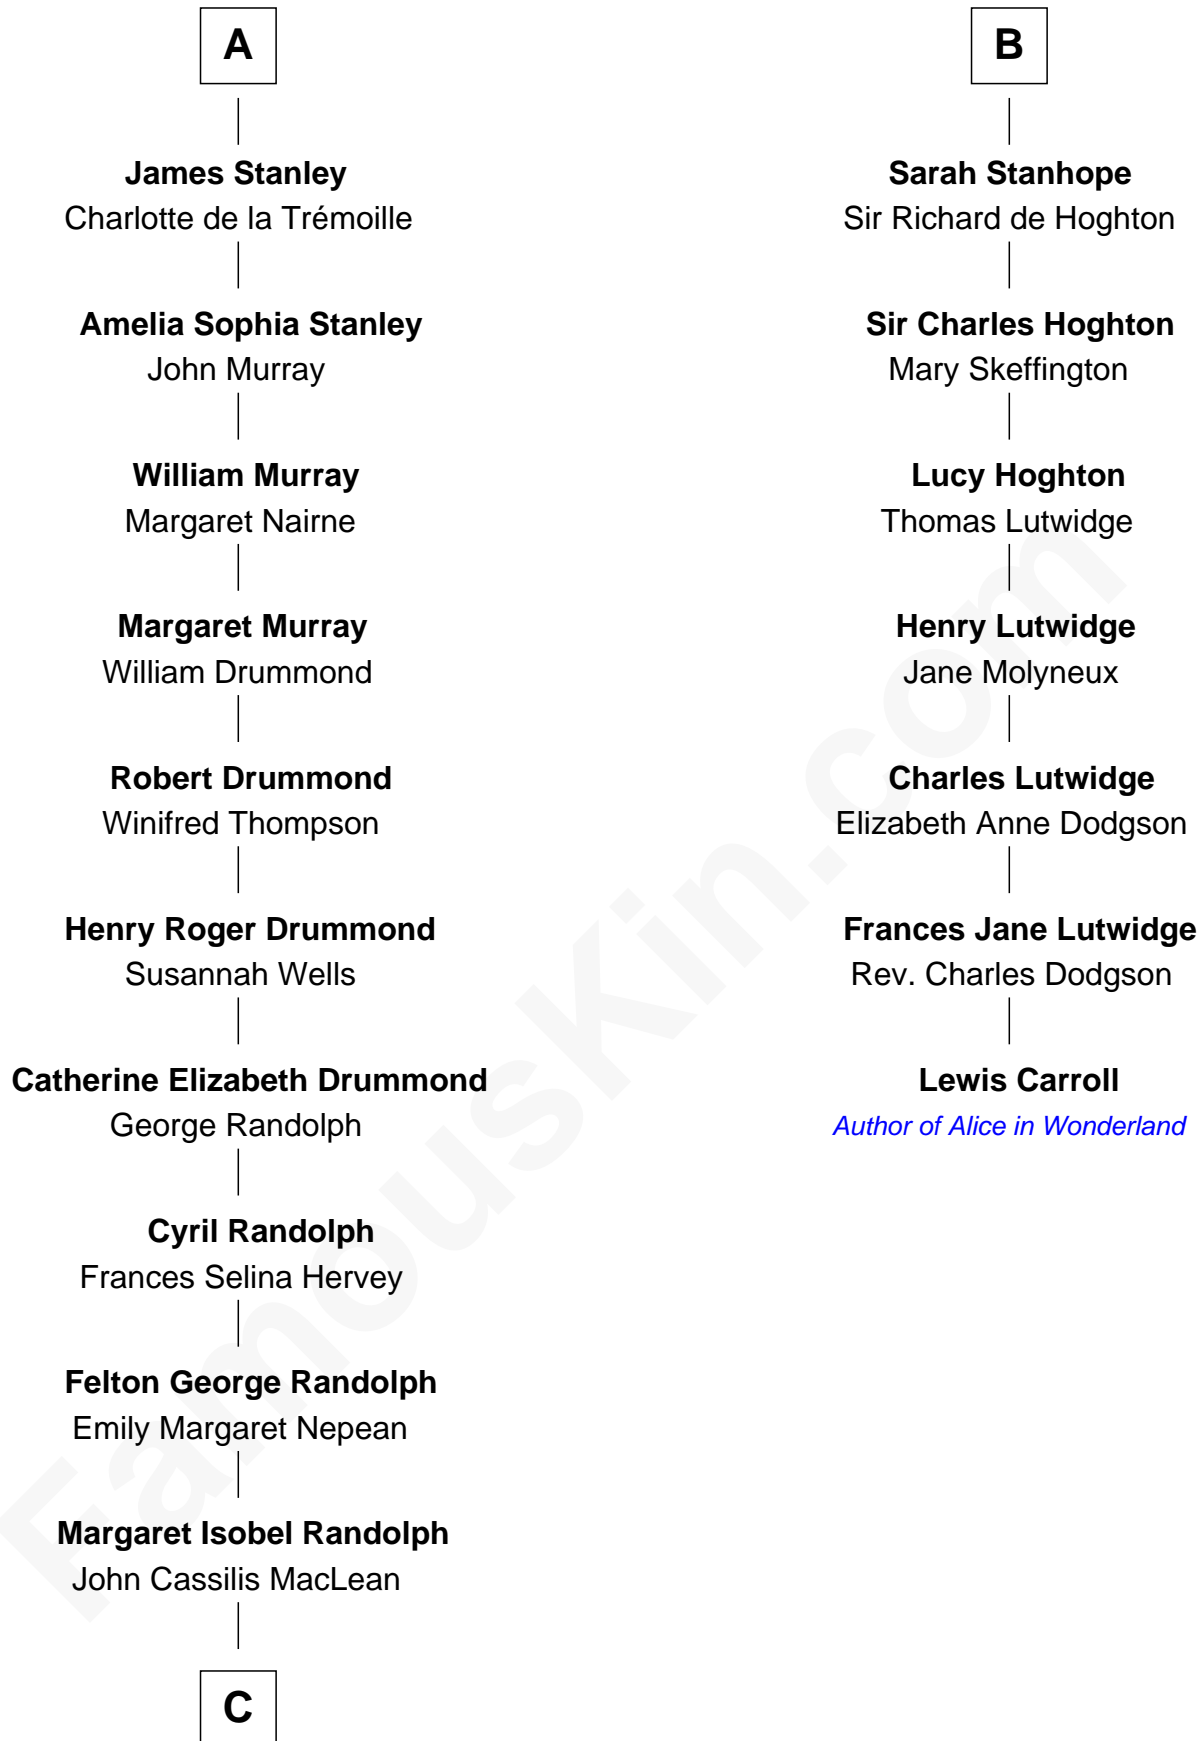 A
James Stanley
Charlotte de la Trémoille
Amelia Sophia Stanley
John Murray
William Murray
Margaret Nairne
Margaret Murray
William Drummond
Robert Drummond
Winifred Thompson
Henry Roger Drummond
Susannah Wells
Catherine Elizabeth Drummond
George Randolph
Cyril Randolph
Frances Selina Hervey
Felton George Randolph
Emily Margaret Nepean
Margaret Isobel Randolph
John Cassilis MacLean
C
B
Sarah Stanhope
Sir Richard de Hoghton
Sir Charles Hoghton
Mary Skeffington
Lucy Hoghton
Thomas Lutwidge
Henry Lutwidge
Jane Molyneux
Charles Lutwidge
Elizabeth Anne Dodgson
Frances Jane Lutwidge
Rev. Charles Dodgson
Lewis Carroll
Author of Alice in Wonderland
FamousKin.com